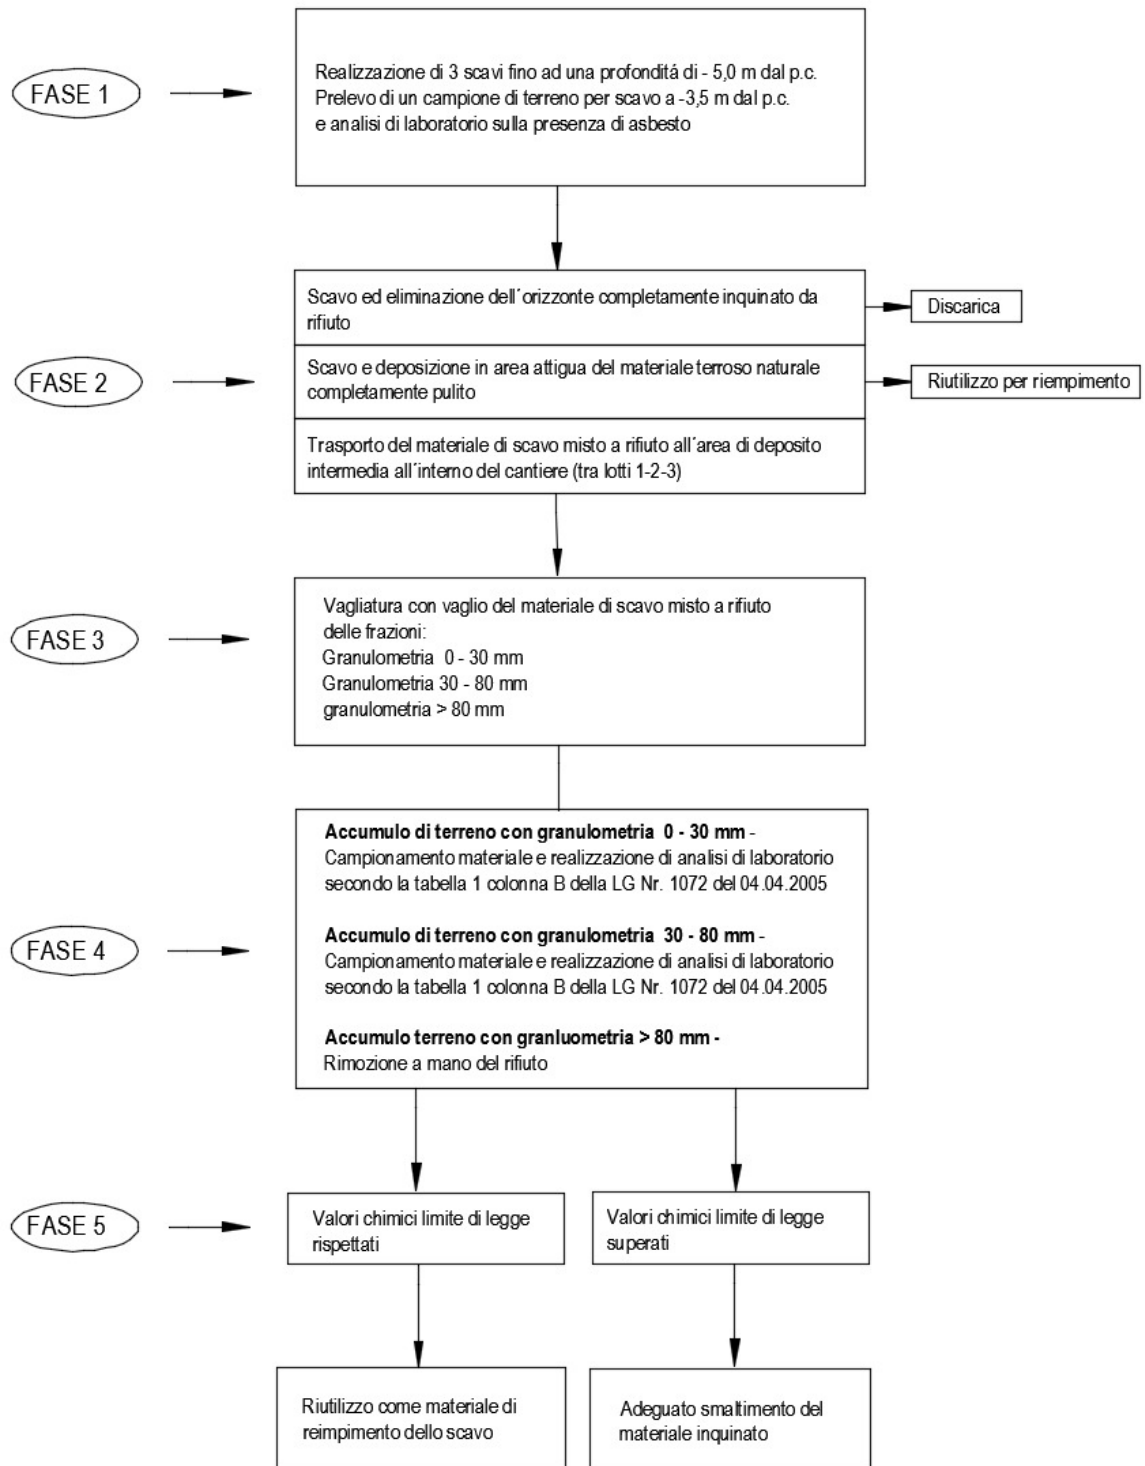 FASE 1
Realizzazione di 3 scavi fino ad una profonditá di - 5,0 m dal p.c.
Prelevo di un campione di terreno per scavo a -3,5 m dal p.c.
e analisi di laboratorio sulla presenza di asbesto
FASE 2
Scavo ed eliminazione dell´orizzonte completamente inquinato da
rifiuto
Discarica
Scavo e deposizione in area attigua del materiale terroso naturale
completamente pulito
Riutilizzo per riempimento
Trasporto del materiale di scavo misto a rifiuto all´area di deposito
intermedia all´interno del cantiere (tra lotti 1-2-3)
FASE 3
Vagliatura con vaglio del materiale di scavo misto a rifiuto
delle frazioni:
Granulometria 0 - 30 mm
Granulometria 30 - 80 mm
granulometria > 80 mm
FASE 4
Accumulo di terreno con granulometria 0 - 30 mm -
Campionamento materiale e realizzazione di analisi di laboratorio
secondo la tabella 1 colonna B della LG Nr. 1072 del 04.04.2005
Accumulo di terreno con granulometria 30 - 80 mm -
Campionamento materiale e realizzazione di analisi di laboratorio
secondo la tabella 1 colonna B della LG Nr. 1072 del 04.04.2005
Accumulo terreno con granluometria > 80 mm -
Rimozione a mano del rifiuto
FASE 5
Valori chimici limite di legge
rispettati
Valori chimici limite di legge
superati
Riutilizzo come materiale di
reimpimento dello scavo
Adeguato smaltimento del
materiale inquinato